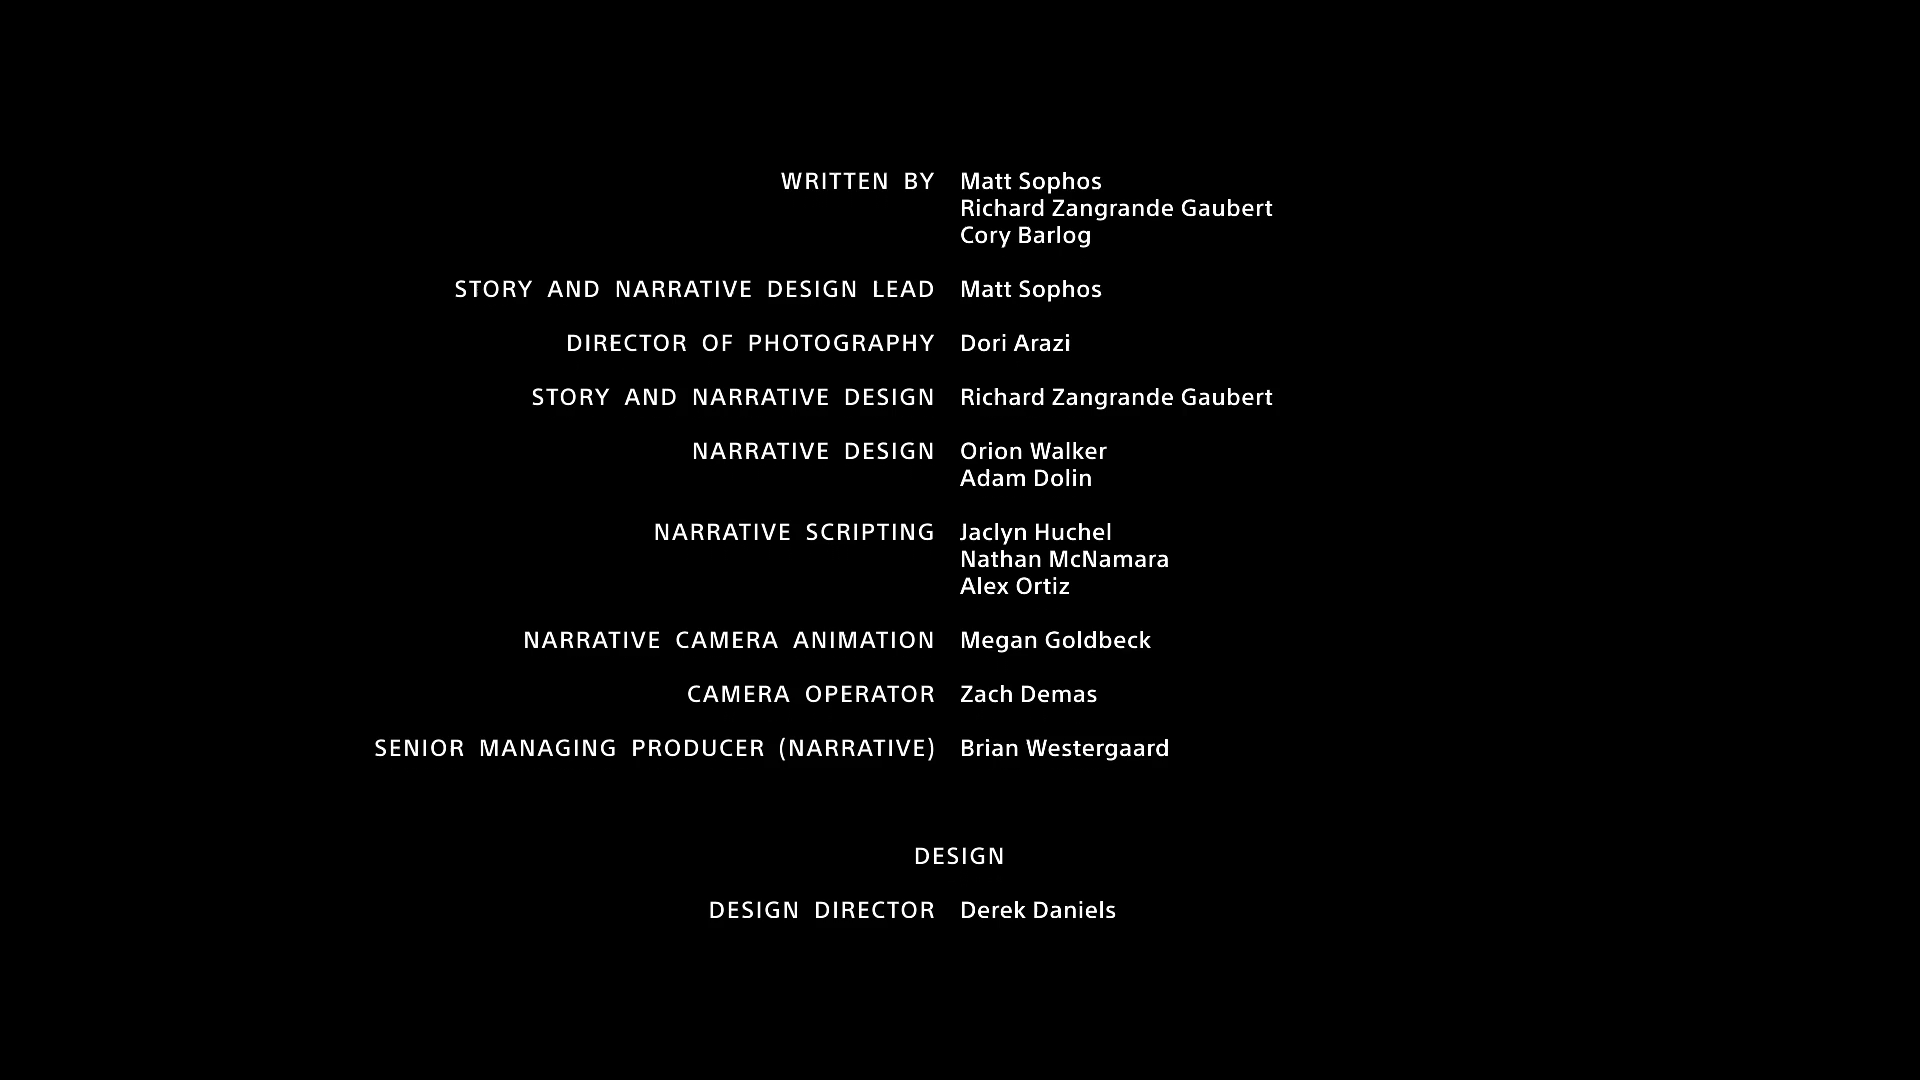 WRITTEN BY Matt Sophos
Richard Zangrande Gaubert
Cory Barlog
STORY AND NARRATIVE DESIGN LEAD Matt Sophos
DIRECTOR OF PHOTOGRAPHY Dori Arazi
STORY AND NARRATIVE DESIGN Richard Zangrande Gaubert
NARRATIVE DESIGN Orion Walker
Adam Dolin
NARRATIVE SCRIPTING Jaclyn Huchel
Nathan McNamara
Alex Ortiz
NARRATIVE CAMERA ANIMATION Megan Goldbeck
CAMERA OPERATOR Zach Demas
SENIOR MANAGING PRODUCER (NARRATIVE) Brian Westergaard
DESIGN
DESIGN DIRECTOR Derek Daniels